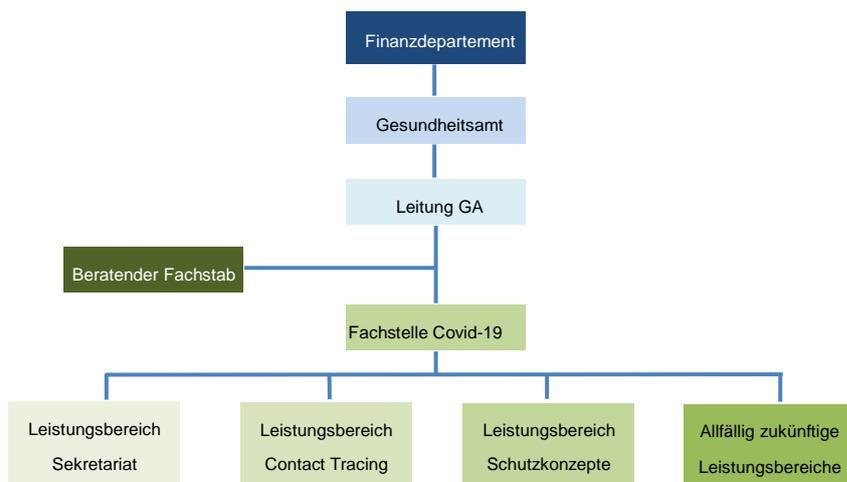 Finanzdepartement
Gesundheitsamt
Leitung GA
Beratender Fachstab
Fachstelle Covid-19
Leistungsbereich
Sekretariat
Leistungsbereich
Contact Tracing
Leistungsbereich
Schutzkonzepte
Allfällig zukünftige
Leistungsbereiche